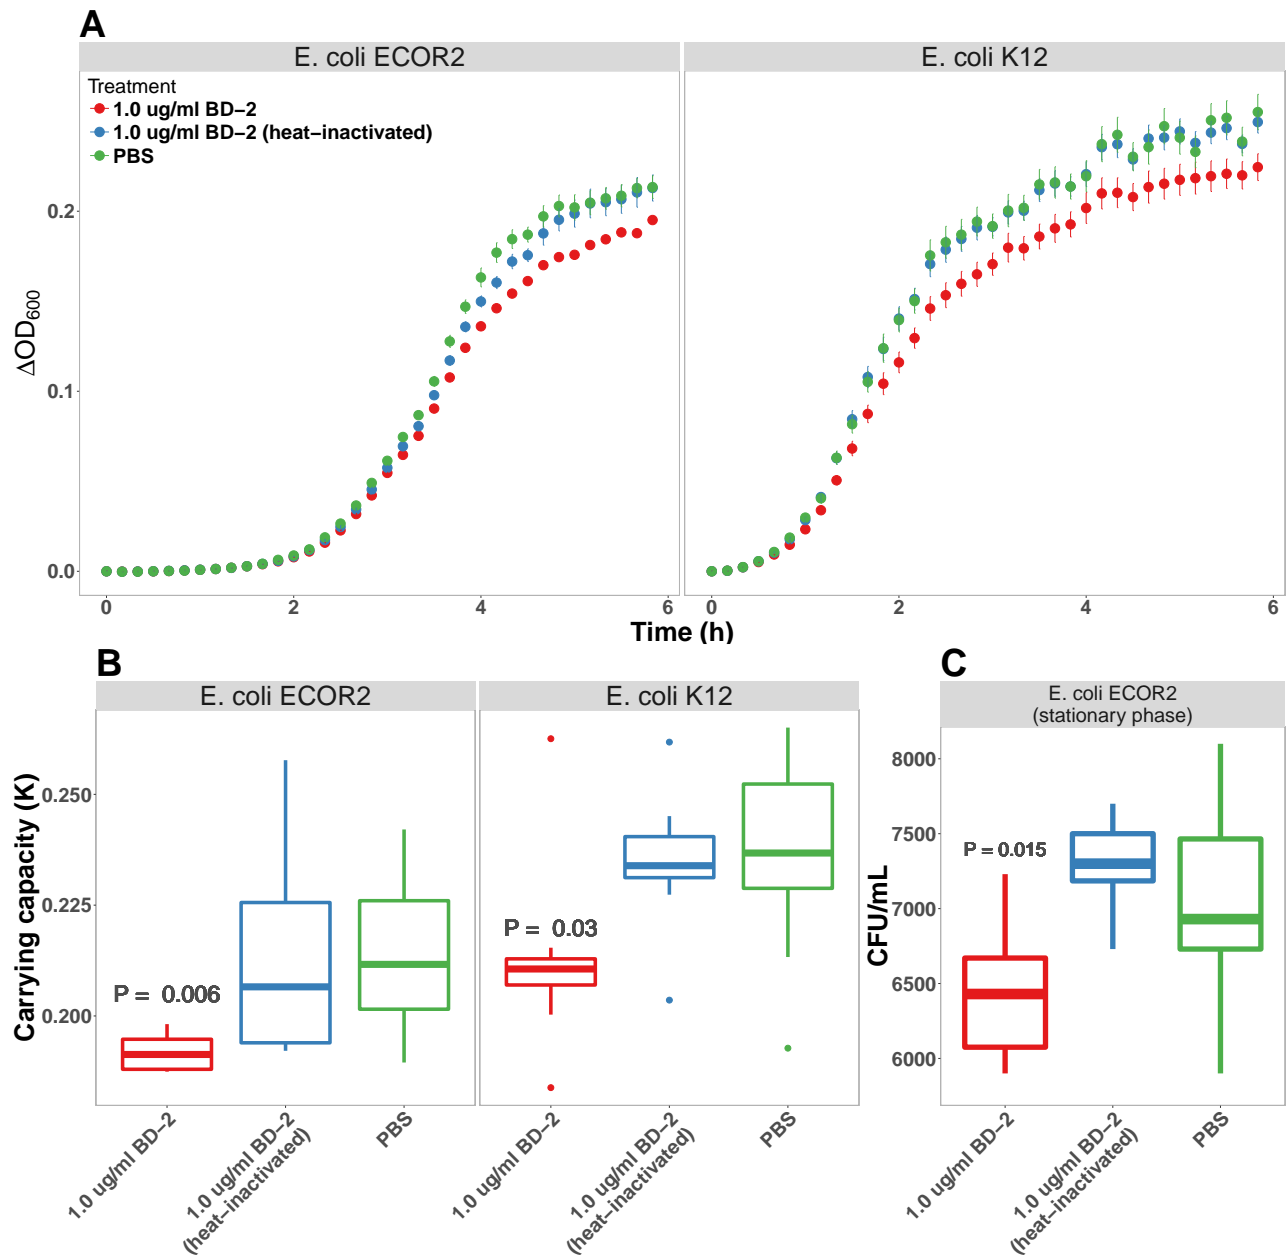 A
E. coli ECOR2
E. coli K12
Treatment
1.0 ug/ml BD−2
1.0 ug/ml BD−2 (heat−inactivated)
PBS
ΔOD600
0.2
0.1
0.0
0 2 4 6
0 2 4 6
Time (h)
B
E. coli ECOR2
E. coli K12
Carrying capacity (K)
0.250
0.225
0.200
P = 0.006
P = 0.03
1.0 ug/ml BD−2
1.0 ug/ml BD−2
(heat−inactivated)
PBS
1.0 ug/ml BD−2
1.0 ug/ml BD−2
(heat−inactivated)
PBS
C
E. coli ECOR2
(stationary phase)
CFU/mL
8000
7500
7000
6500
6000
P = 0.015
1.0 ug/ml BD−2
1.0 ug/ml BD−2
(heat−inactivated)
PBS